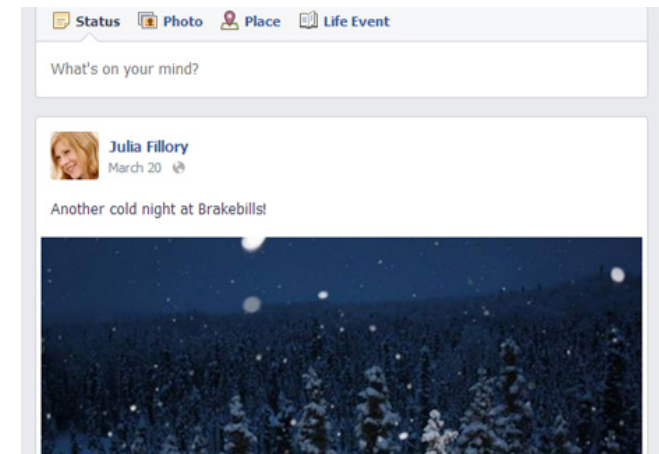 Status Photo Place Life Event
What's on your mind?
Julia Fillory
March 20
Another cold night at Brakebills!